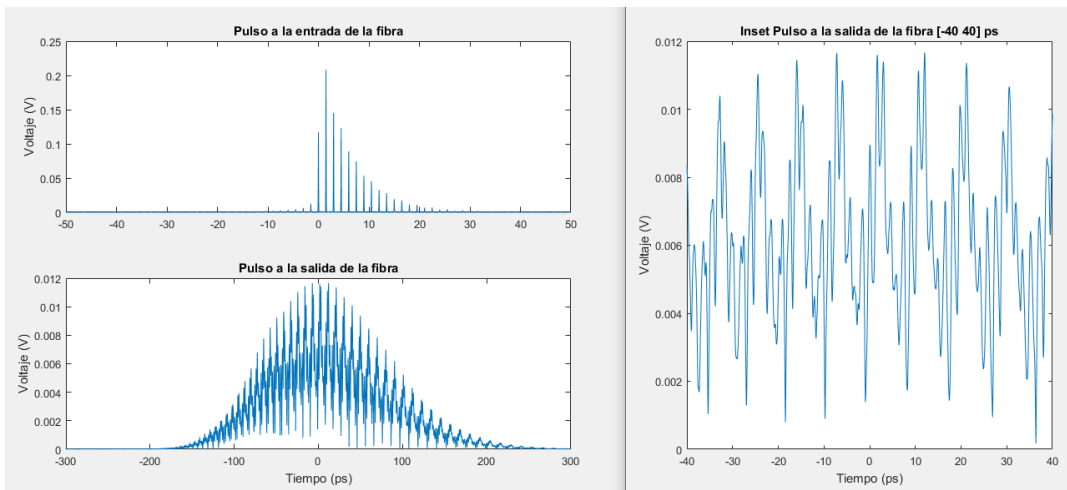 Pulso a la entrada de la fibra
0.25
0.2
0.15
0.1
0.05
0
Voltaje (V)
-50 -40 -30 -20 -10 0 10 20 30 40 50
Pulso a la salida de la fibra
0.012
0.01
0.008
0.006
0.004
0.002
0
Voltaje (V)
-300 -200 -100 0 100 200 300
Tiempo (ps)
Inset Pulso a la salida de la fibra [-40 40] ps
0.012
0.01
0.008
0.006
0.004
0.002
0
Voltaje (V)
-40 -30 -20 -10 0 10 20 30 40
Tiempo (ps)